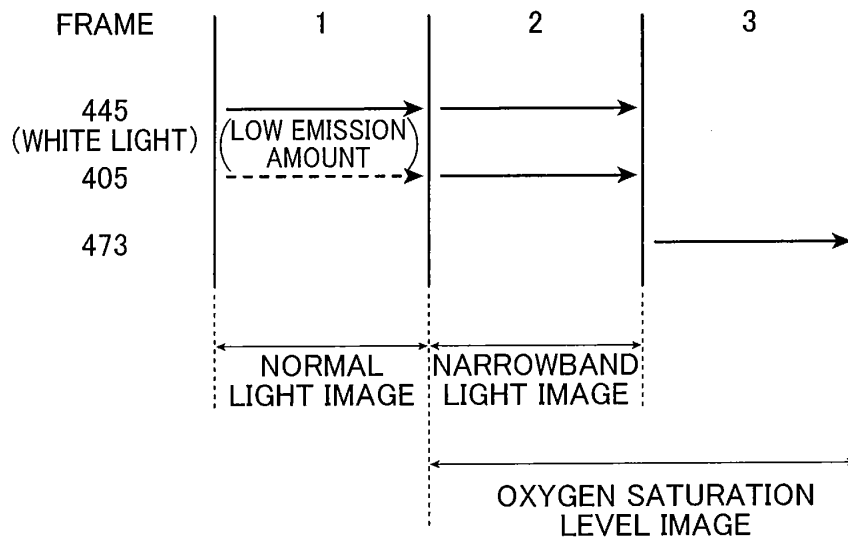 FRAME 1 2 3
445
(WHITE LIGHT)
(LOW EMISSION
AMOUNT)
405
473
NORMAL
LIGHT IMAGE
NARROWBAND
LIGHT IMAGE
OXYGEN SATURATION
LEVEL IMAGE